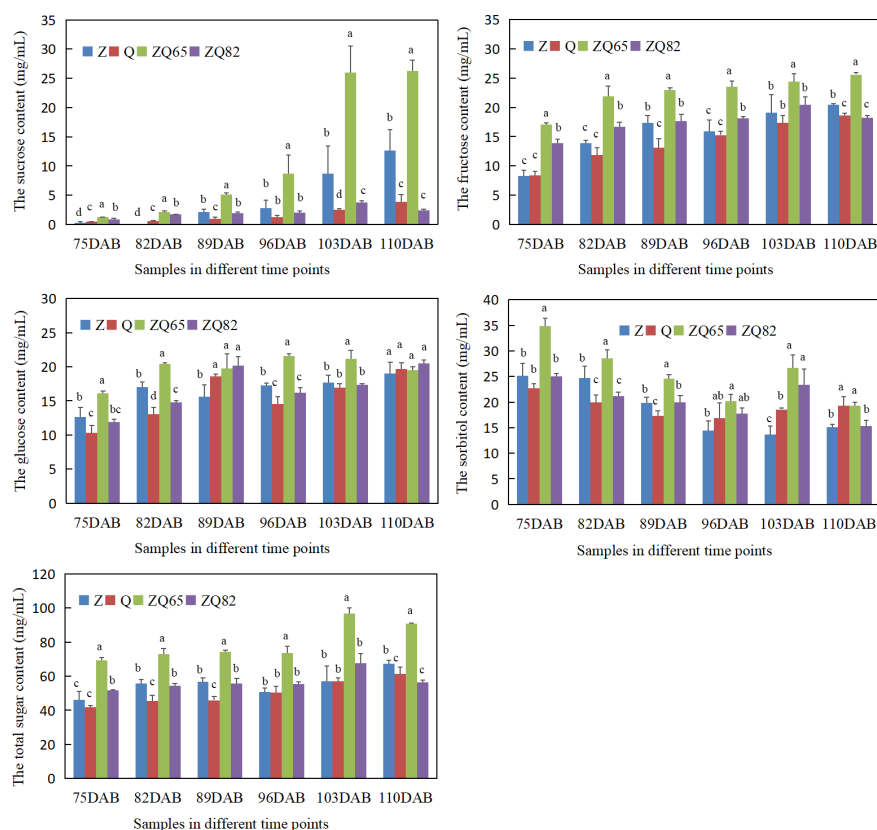 The sucrose content (mg/mL)
35
30
25
20
15
10
5
0
Z Q ZQ65 ZQ82
d c a b d c a b b c a b b c a b b d a c b c a c
75DAB 82DAB 89DAB 96DAB 103DAB 110DAB
Samples in different time points
The fructose content (mg/mL)
35
30
25
20
15
10
5
0
Z Q ZQ65 ZQ82
c c a b c c a b b c a b c c a b b c a b b c a c
75DAB 82DAB 89DAB 96DAB 103DAB 110DAB
Samples in different time points
The glucose content (mg/mL)
30
25
20
15
10
5
0
Z Q ZQ65 ZQ82
b c a bc b d a c b a a a b c a c b c a c a a a a
75DAB 82DAB 89DAB 96DAB 103DAB 110DAB
Samples in different time points
The sorbitol content (mg/mL)
40
35
30
25
20
15
10
5
0
Z Q ZQ65 ZQ82
b b a b b c a c b c a b b ab a ab c b a a b a a b
75DAB 82DAB 89DAB 96DAB 103DAB 110DAB
Samples in different time points
The total sugar content (mg/mL)
120
100
80
60
40
20
0
Z Q ZQ65 ZQ82
c c a b b c a b b c a b b b a b b b a b b c a c
75DAB 82DAB 89DAB 96DAB 103DAB 110DAB
Samples in different time points